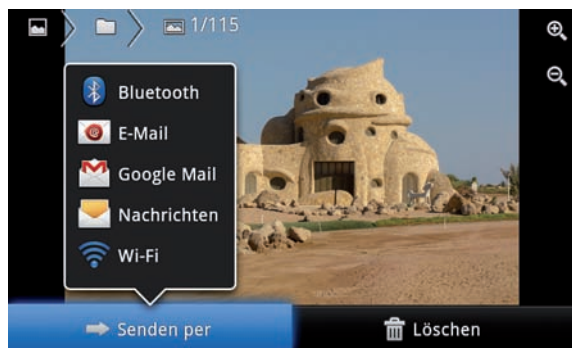 1/115
Bluetooth
E-Mail
Google Mail
Nachrichten
Wi-Fi
Senden per
Löschen